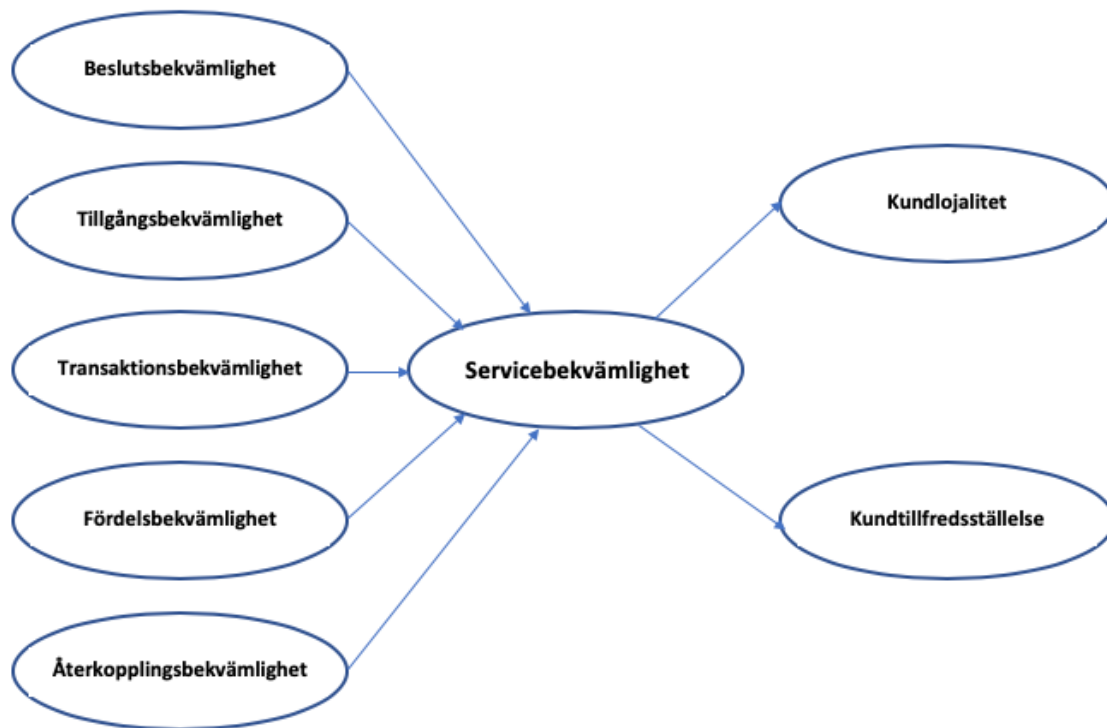 Beslutsbekvämlighet
Tillgångsbekvämlighet
Transaktionsbekvämlighet
Fördelsbekvämlighet
Återkopplingsbekvämlighet
Servicebekvämlighet
Kundlojalitet
Kundtillfredsställelse